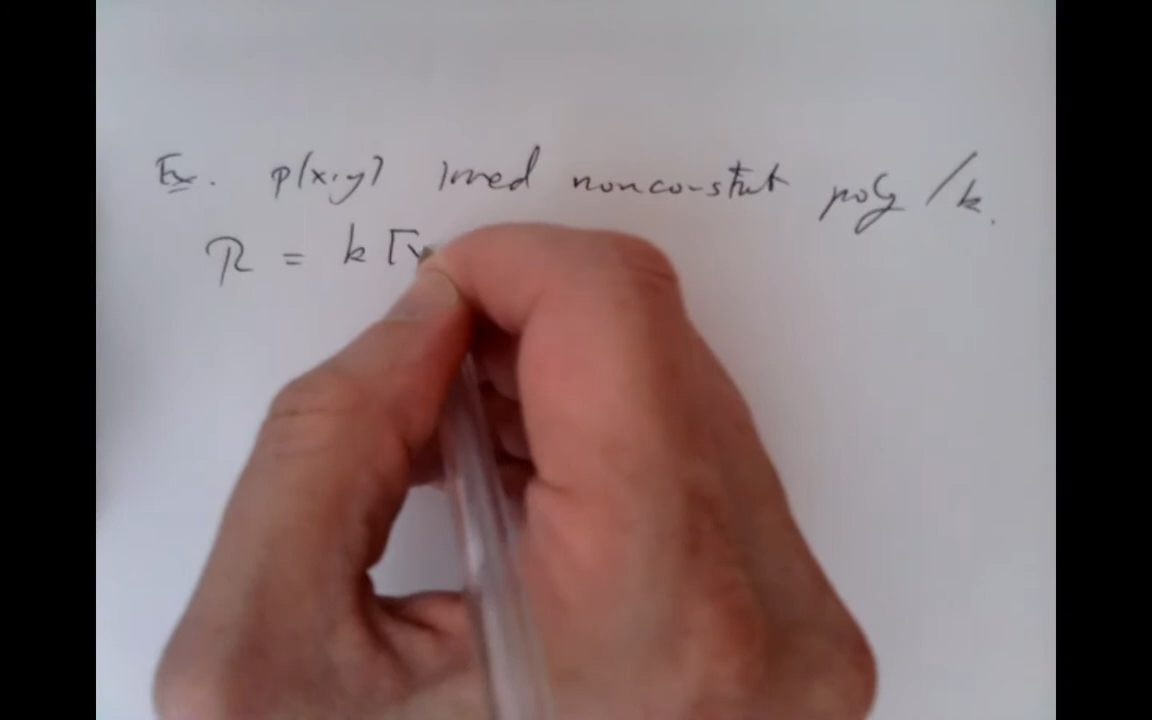 Ex. p(x,y) irred nonconstant poly /k.
R = k [x